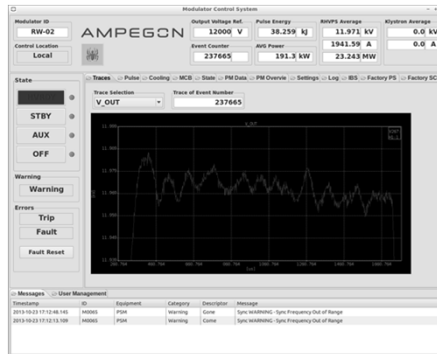 Modulator Control System
Modulator ID
RW-02
Control Location
Local
AMPEGON
Output Voltage Ref.
12000 V
Pulse Energy
38.259 kJ
RHVPS Average
11.971 kV
1941.59 A
23.243 MW
Klystron Average
0.0 kV
0.0 A
Event Counter
237665
AVG Power
191.3 kW
State
STBY
AUX
OFF
Warning
Warning
Errors
Trip
Fault
Fault Reset
Traces Pulse Cooling MCB State PM Data PM Overvie Settings Log IBS Factory PS Factory SC
Trace Selection
V_OUT
Trace of Event Number
237665
V_OUT
Messages User Management
Timestamp ID Equipment Category Descriptor Message
2013-10-23 17:12:48.145 M0065 PSM Warning Gone Sync WARNING - Sync Frequency Out of Range
2013-10-23 17:12:13.109 M0065 PSM Warning Come Sync WARNING - Sync Frequency Out of Range